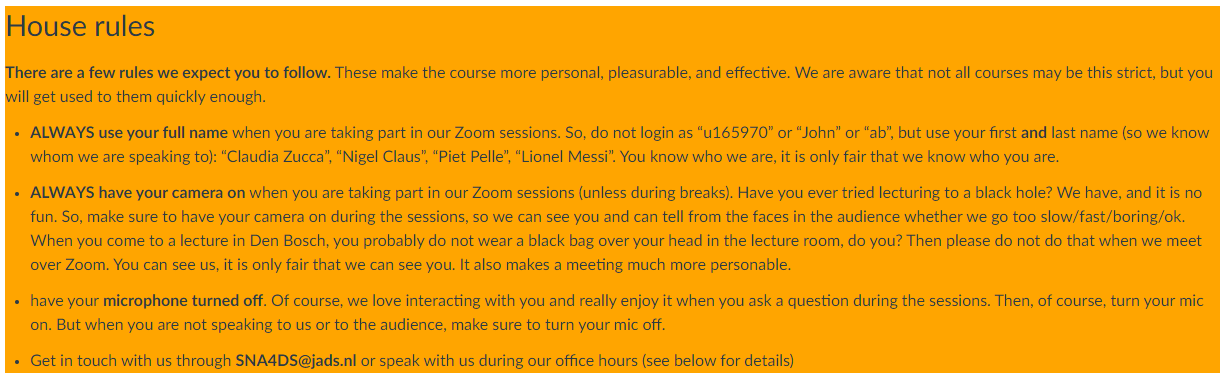 House rules
There are a few rules we expect you to follow. These make the course more personal, pleasurable, and effective. We are aware that not all courses may be this strict, but you
will get used to them quickly enough.
• ALWAYS use your full name when you are taking part in our Zoom sessions. So, do not login as “u165970” or “John” or “ab”, but use your first and last name (so we know
whom we are speaking to): “Claudia Zucca”, “Nigel Claus”, “Piet Pelle”, “Lionel Messi”. You know who we are, it is only fair that we know who you are.
• ALWAYS have your camera on when you are taking part in our Zoom sessions (unless during breaks). Have you ever tried lecturing to a black hole? We have, and it is no
fun. So, make sure to have your camera on during the sessions, so we can see you and can tell from the faces in the audience whether we go too slow/fast/boring/ok.
When you come to a lecture in Den Bosch, you probably do not wear a black bag over your head in the lecture room, do you? Then please do not do that when we meet
over Zoom. You can see us, it is only fair that we can see you. It also makes a meeting much more personable.
• have your microphone turned off. Of course, we love interacting with you and really enjoy it when you ask a question during the sessions. Then, of course, turn your mic
on. But when you are not speaking to us or to the audience, make sure to turn your mic off.
• Get in touch with us through SNA4DS@jads.nl or speak with us during our office hours (see below for details)